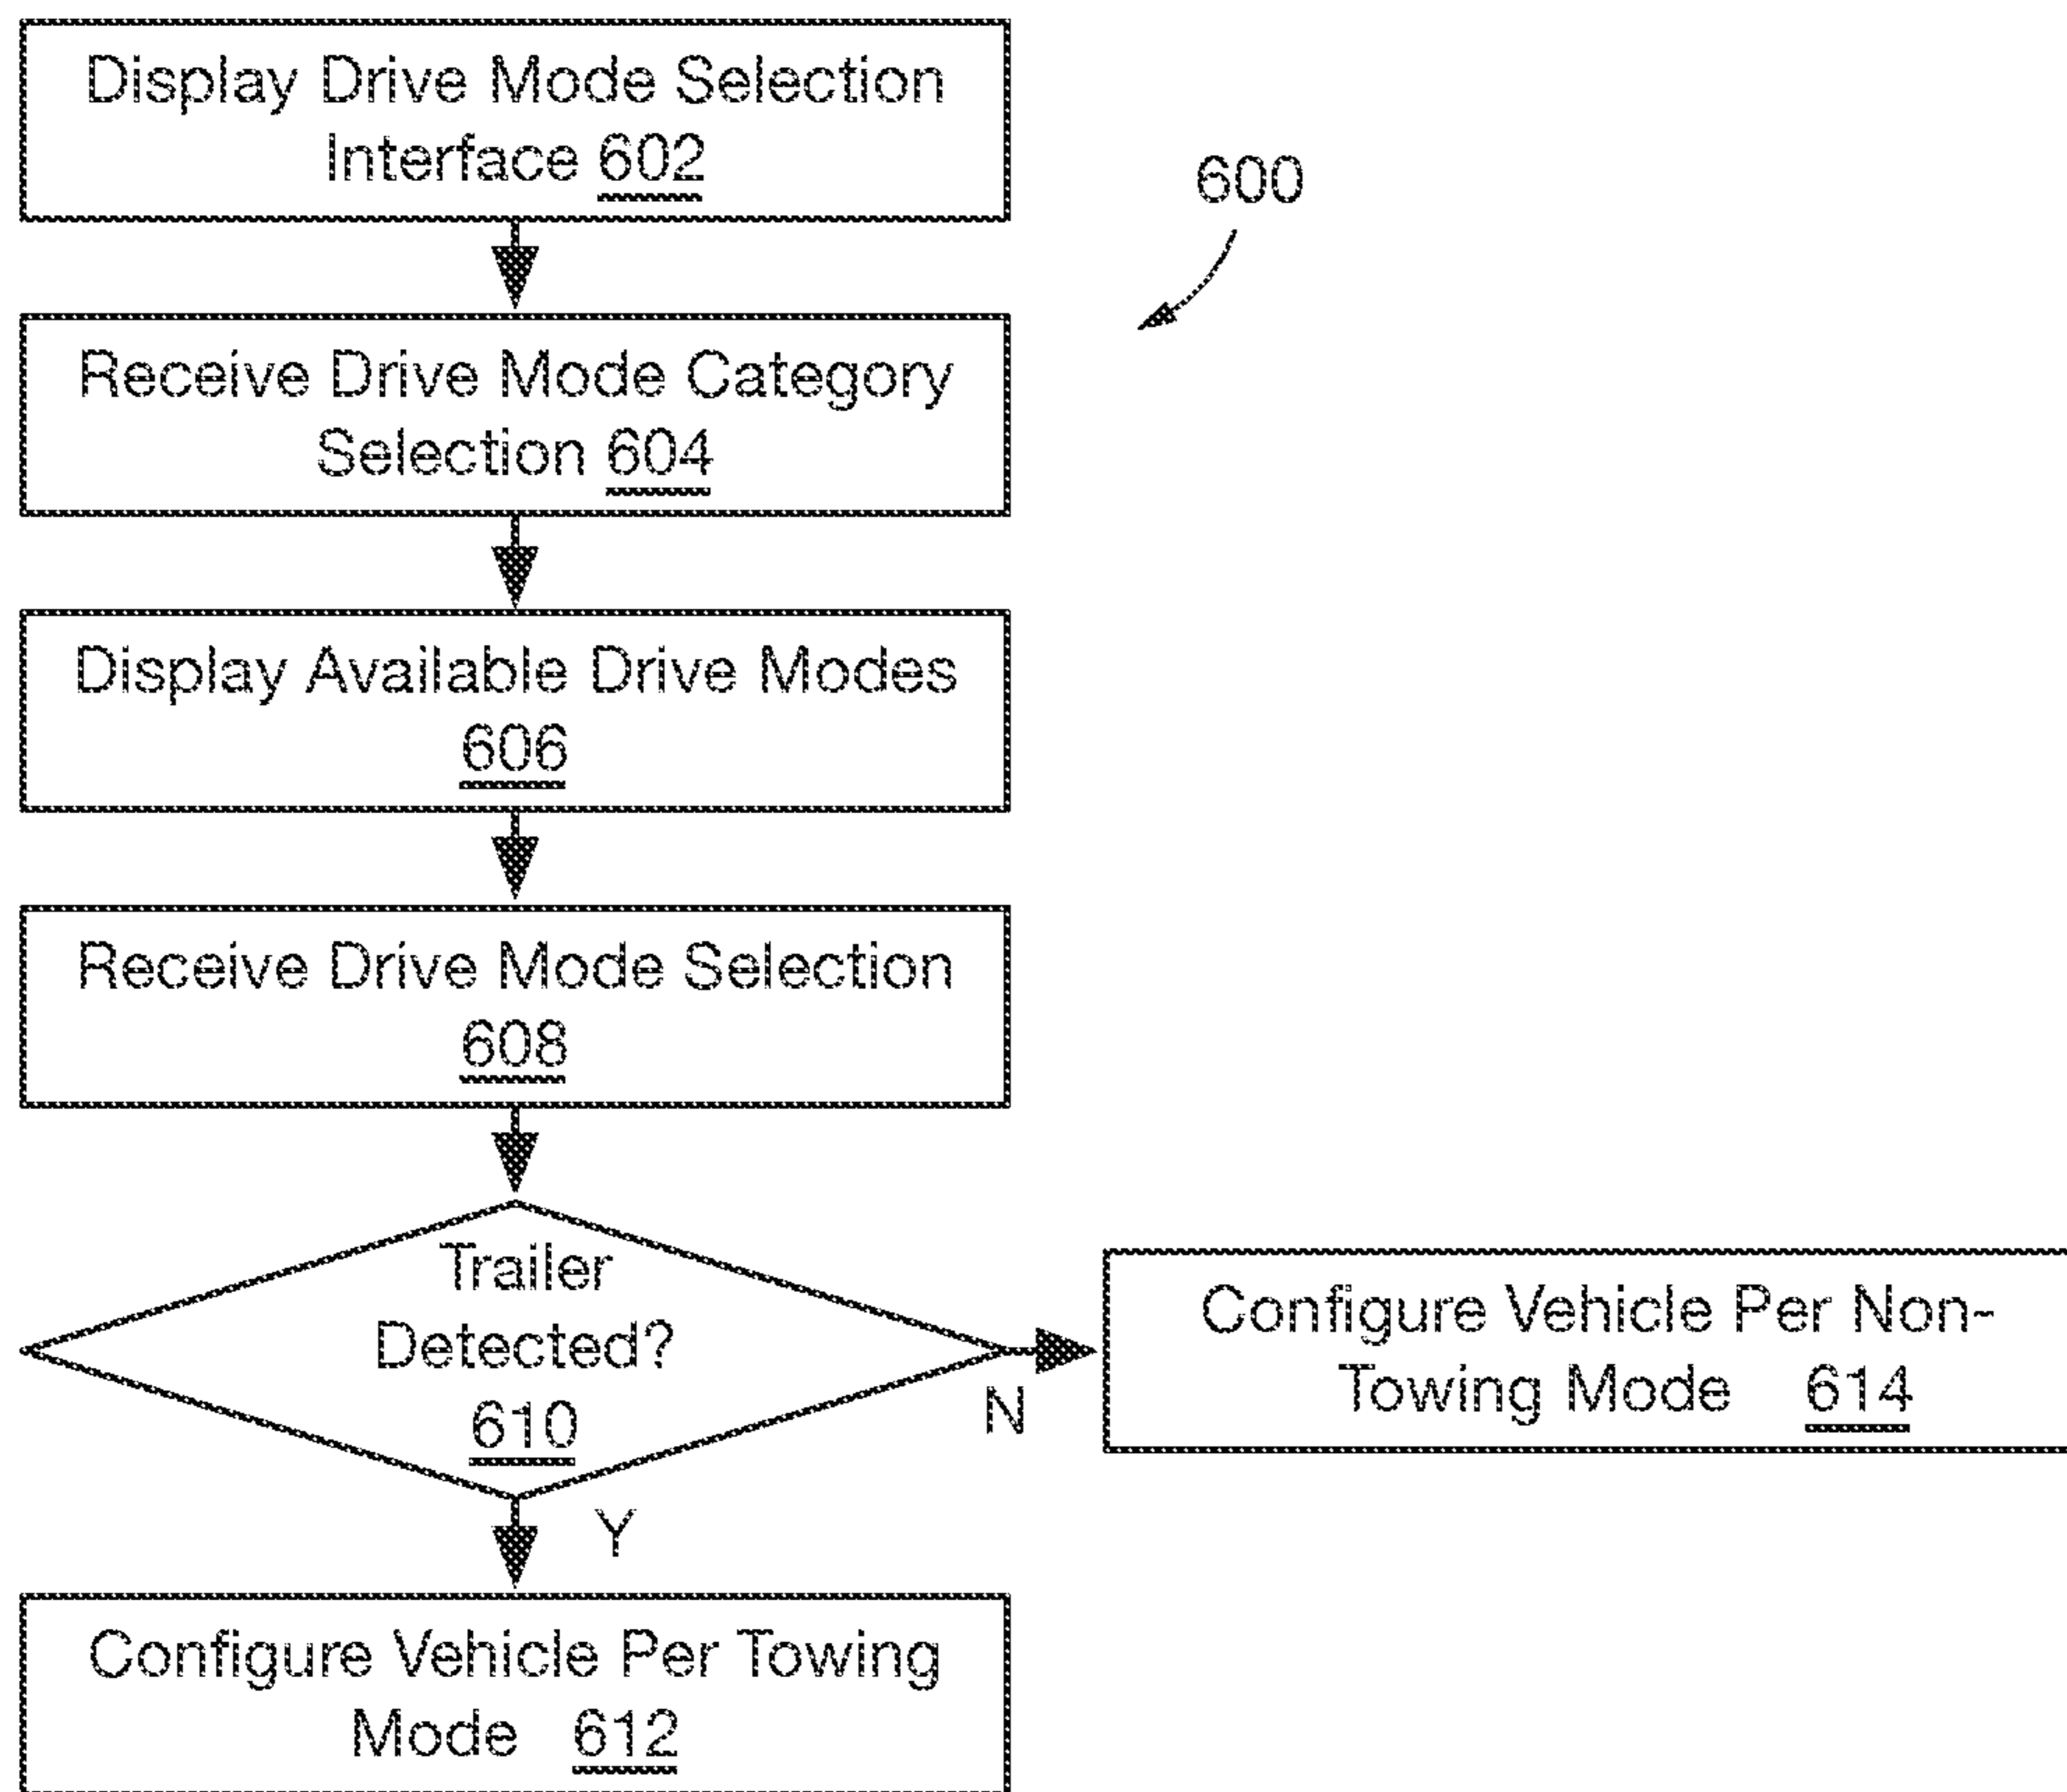 Display Drive Mode Selection
Interface 602
600
Receive Drive Mode Category
Selection 604
Display Available Drive Modes
606
Receive Drive Mode Selection
608
Trailer
Detected?
610
N
Configure Vehicle Per Non-
Towing Mode 614
Y
Configure Vehicle Per Towing
Mode 612